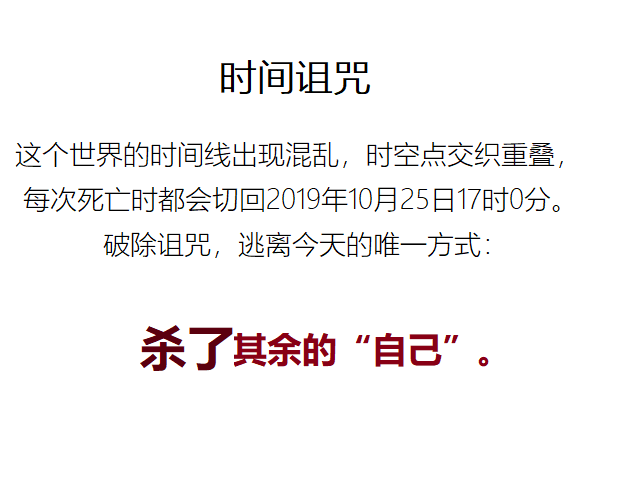 时间诅咒
这个世界的时间线出现混乱，时空点交织重叠，
每次死亡时都会切回2019年10月25日17时0分。
破除诅咒，逃离今天的唯一方式：
杀了其余的“自己”。